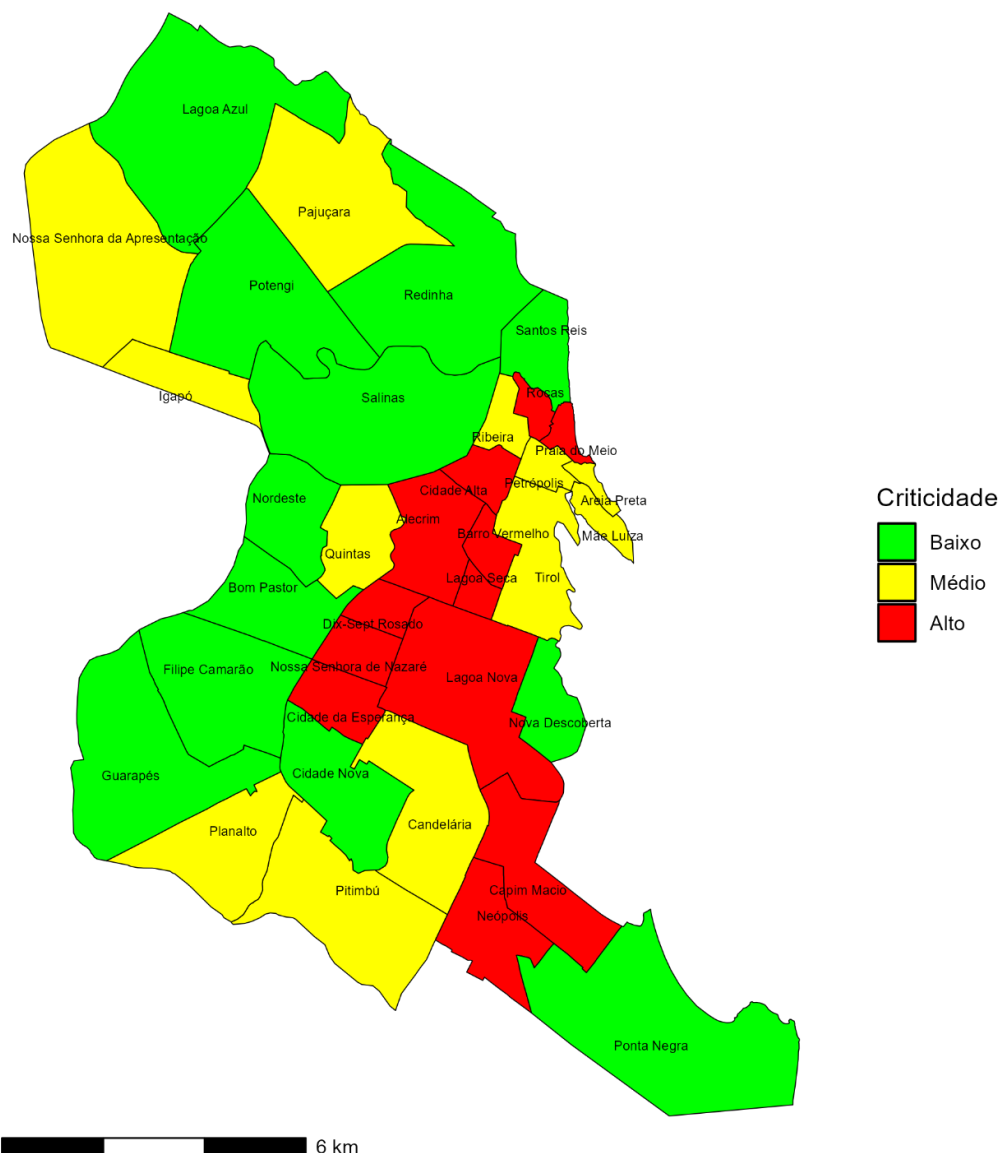 Lagoa Azul
Pajuçara
Nossa Senhora da Apresentação
Potengi
Redinha
Santos Reis
Igapó
Salinas
Rocas
Ribeira
Praia do Meio
Petrópolis
Cidade Alta
Nordeste
Areia Preta
Alecrim
Barro Vermelho
Mãe Luíza
Quintas
Lagoa Seca
Tirol
Bom Pastor
Dix-Sept Rosado
Filipe Camarão
Nossa Senhora de Nazaré
Lagoa Nova
Cidade da Esperança
Nova Descoberta
Guarapés
Cidade Nova
Planalto
Candelária
Pitimbú
Capim Macio
Neópolis
Ponta Negra
Criticidade
Baixo
Médio
Alto
6 km